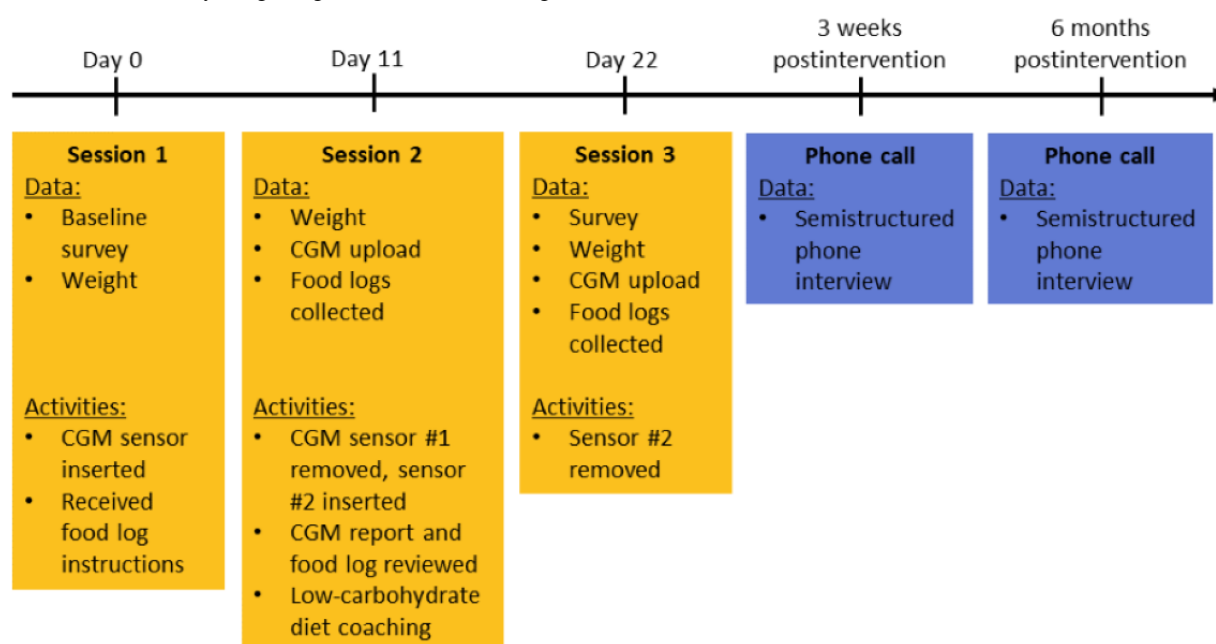 Day 0
Day 11
Day 22
3 weeks
postintervention
6 months
postintervention
Session 1
Data:
• Baseline
survey
• Weight
Activities:
• CGM sensor
inserted
• Received
food log
instructions
Session 2
Data:
• Weight
• CGM upload
• Food logs
collected
Activities:
• CGM sensor #1
removed, sensor
#2 inserted
• CGM report and
food log reviewed
• Low-carbohydrate
diet coaching
Session 3
Data:
• Survey
• Weight
• CGM upload
• Food logs
collected
Activities:
• Sensor #2
removed
Phone call
Data:
• Semistructured
phone
interview
Phone call
Data:
• Semistructured
phone
interview